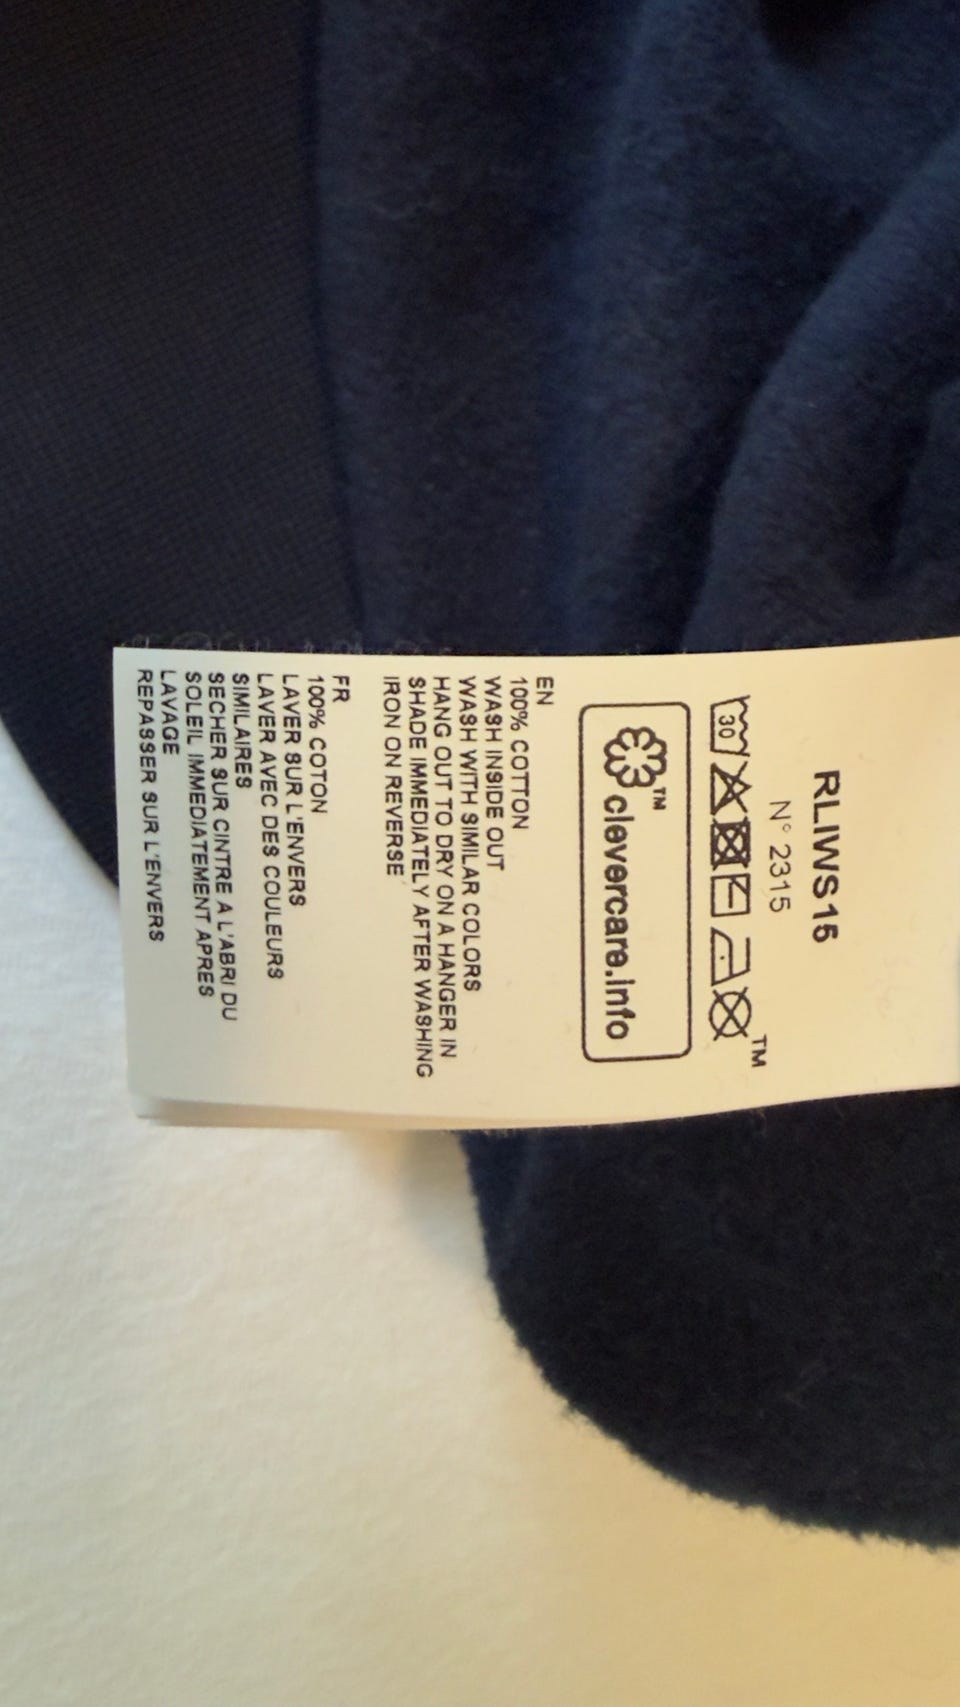 RLIWS15
N° 2315
30
TM
clevercare.info
TM
EN
100% COTTON
WASH INSIDE OUT
WASH WITH SIMILAR COLORS
HANG OUT TO DRY ON A HANGER IN
SHADE IMMEDIATELY AFTER WASHING
IRON ON REVERSE
FR
100% COTON
LAVER SUR L'ENVERS
LAVER AVEC DES COULEURS
SIMILAIRES
SECHER SUR CINTRE A L'ABRI DU
SOLEIL IMMEDIATEMENT APRES
LAVAGE
REPASSER SUR L'ENVERS